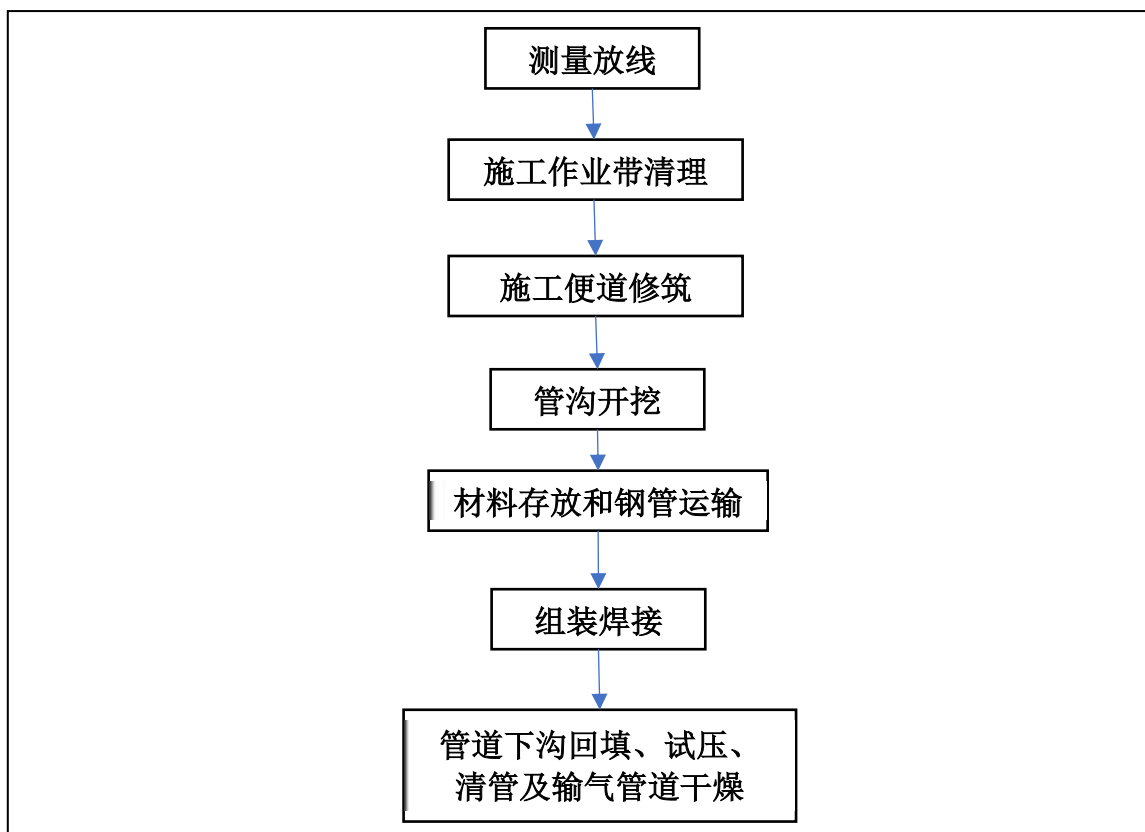 测量放线
施工作业带清理
施工便道修筑
管沟开挖
材料存放和钢管运输
组装焊接
管道下沟回填、试压、
清管及输气管道干燥